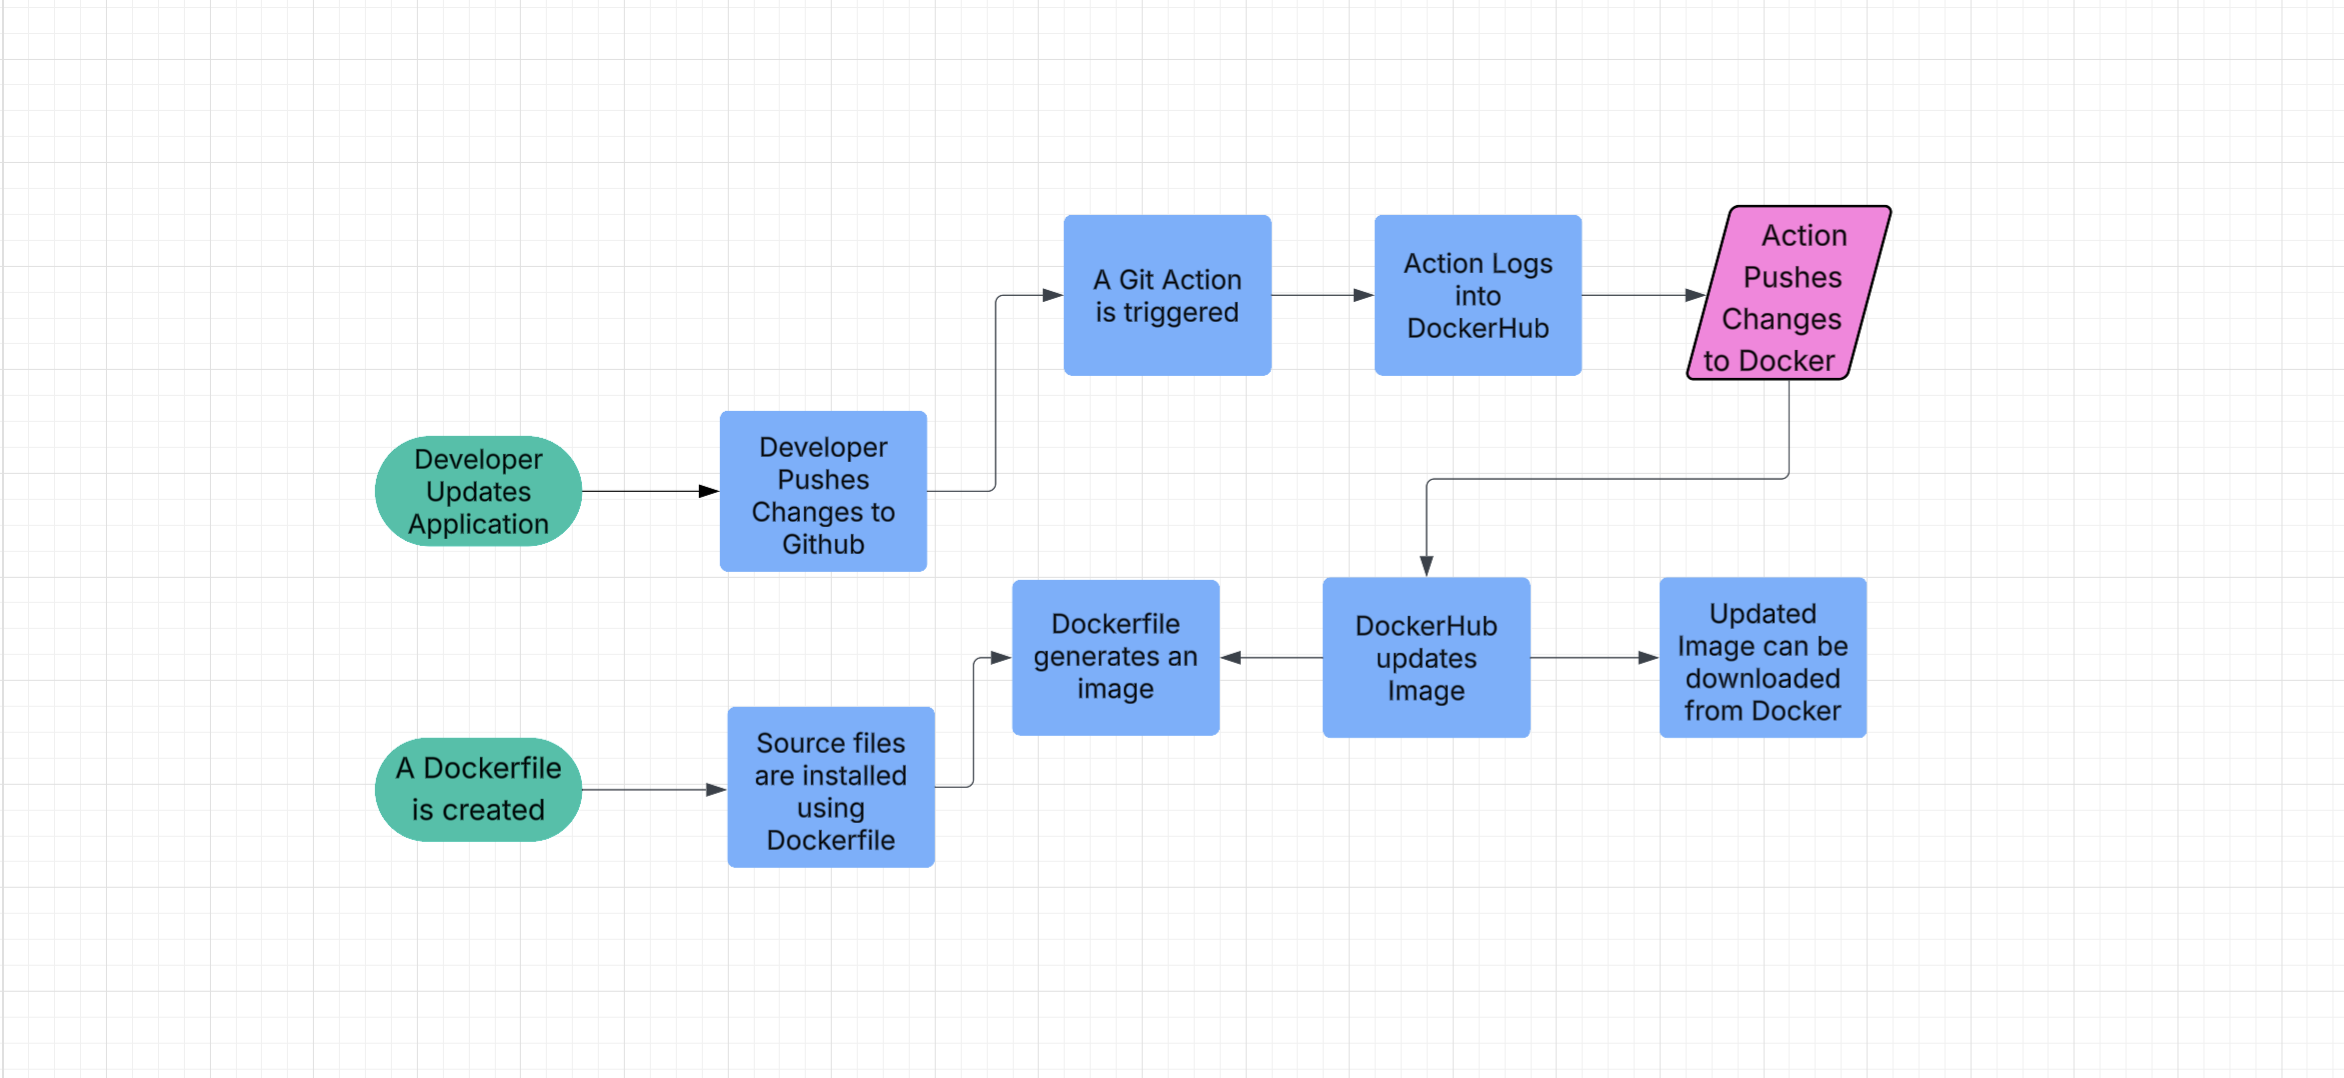 Developer
Updates
Application
Developer
Pushes
Changes to
Github
A Git Action
is triggered
Action Logs
into
DockerHub
Action
Pushes
Changes
to Docker
A Dockerfile
is created
Source files
are installed
using
Dockerfile
Dockerfile
generates an
image
DockerHub
updates
Image
Updated
Image can be
downloaded
from Docker